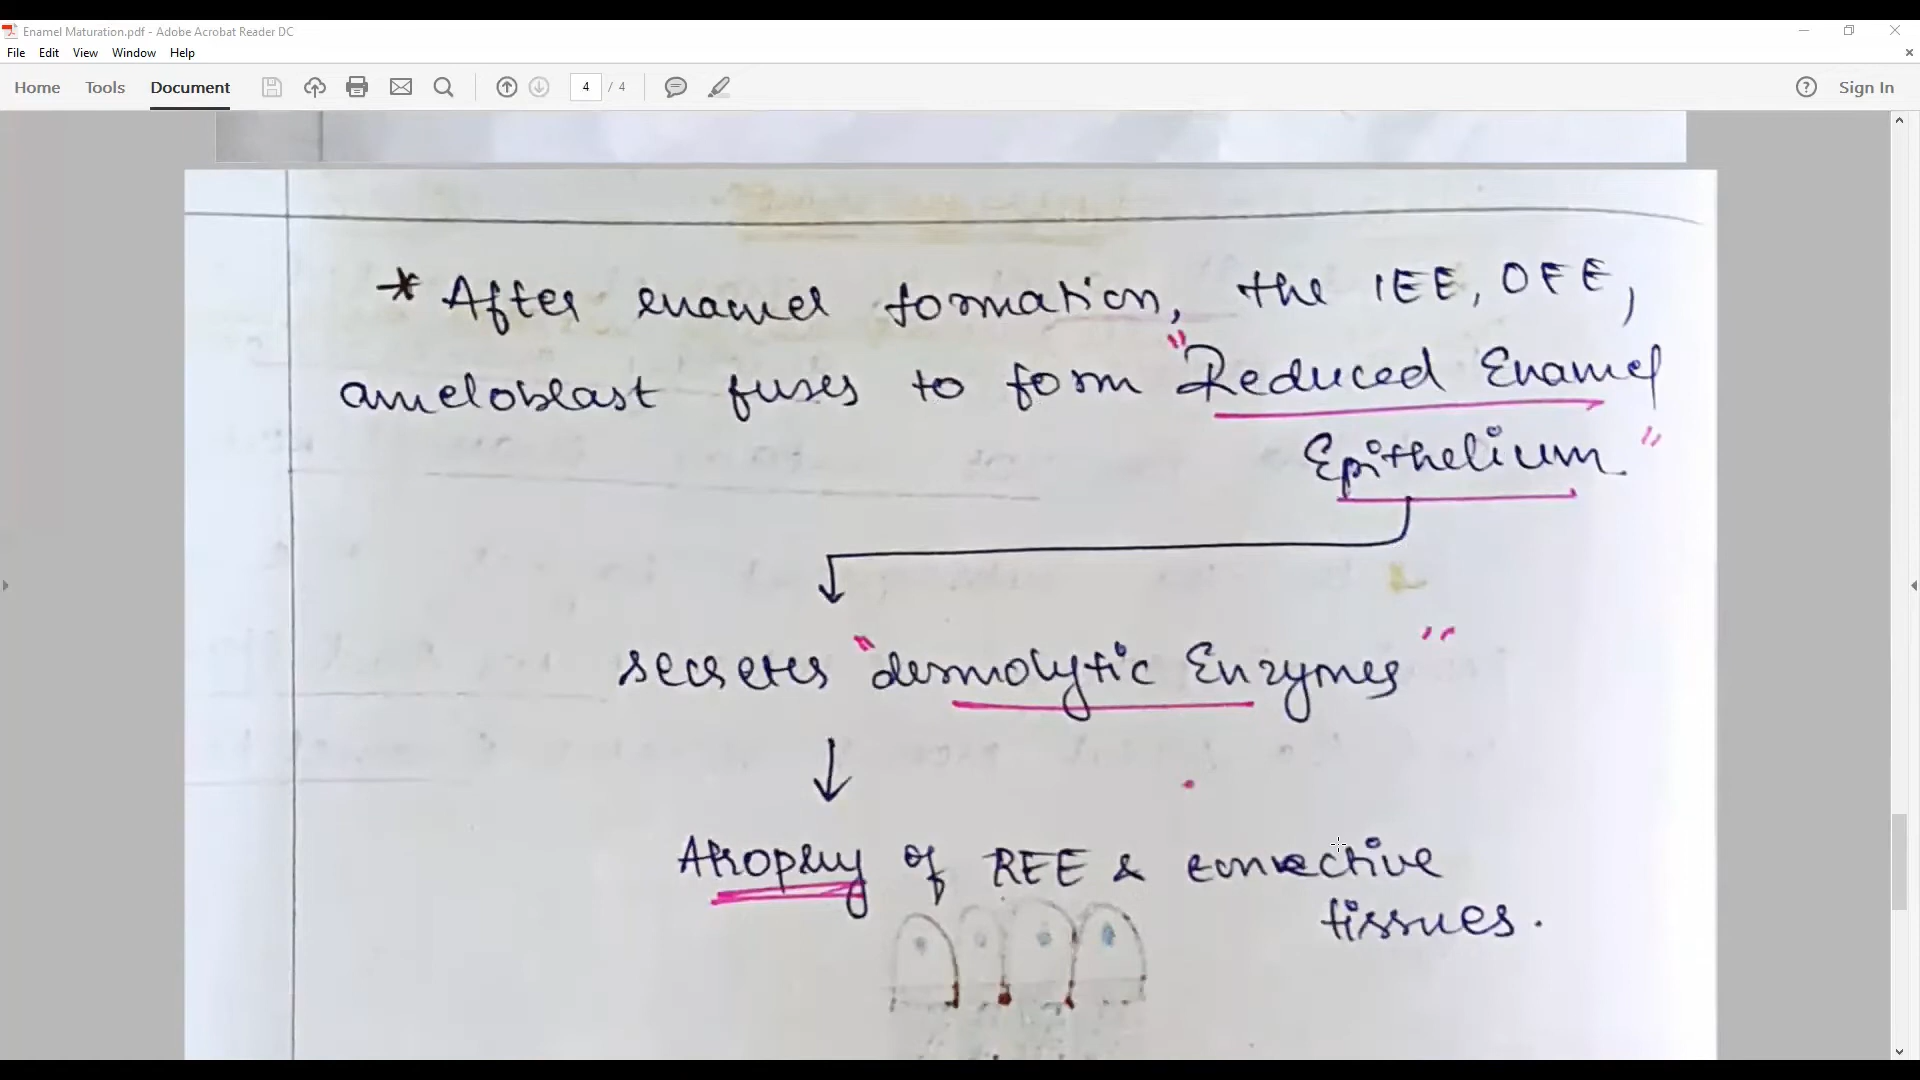 Enamel Maturation.pdf - Adobe Acrobat Reader DC
File Edit View Window Help
Home Tools Document 4 / 4 Sign In
* After enamel formation, the IEE, OEE,
ameloblast fuses to form "Reduced Enamel
Epithelium."
secretes "desmolytic Enzymes"
Atrophy of REE & connective
tissues.